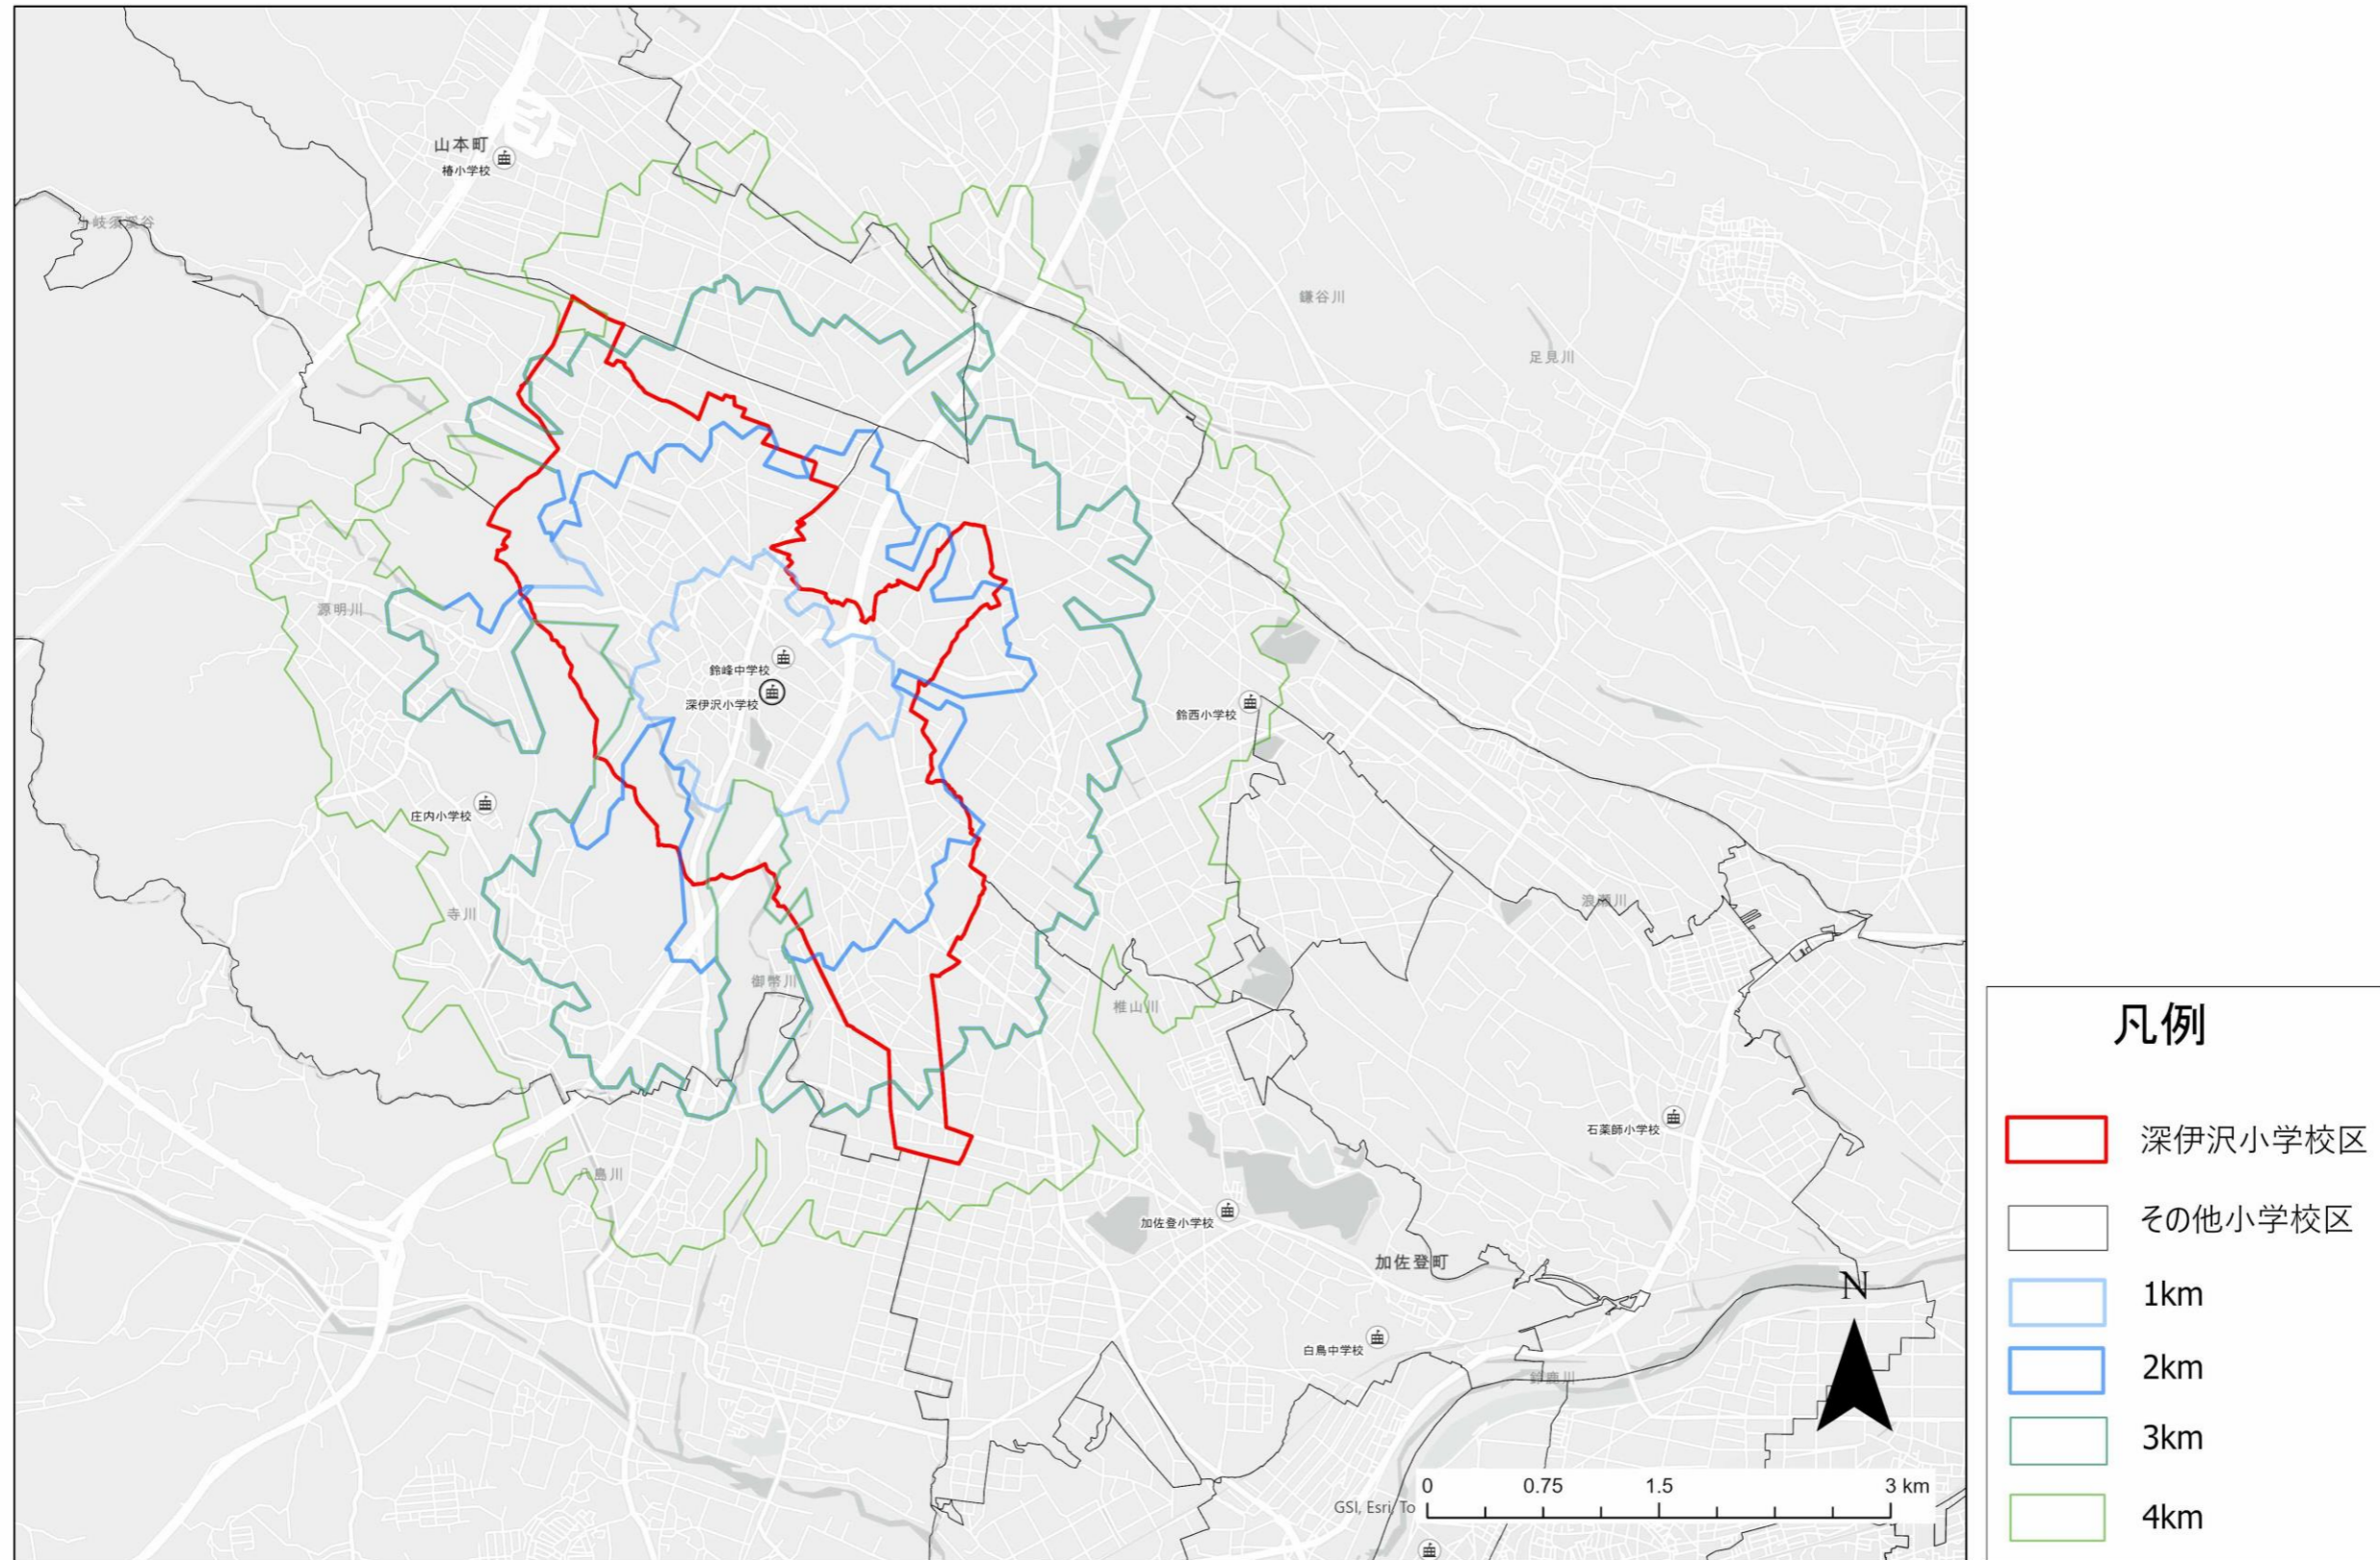 山本町
椿小学校
小岐須溪谷
鎌谷川
足見川
源明川
鈴峰中学校
深伊沢小学校
鈴西小学校
庄内小学校
寺川
浪瀬川
御幣川
椎山川
石薬師小学校
八島川
加佐登小学校
加佐登町
白鳥中学校
鈴鹿川
N
0 0.75 1.5 3 km
GSI, Esri, To
凡例
深伊沢小学校区
その他小学校区
1km
2km
3km
4km